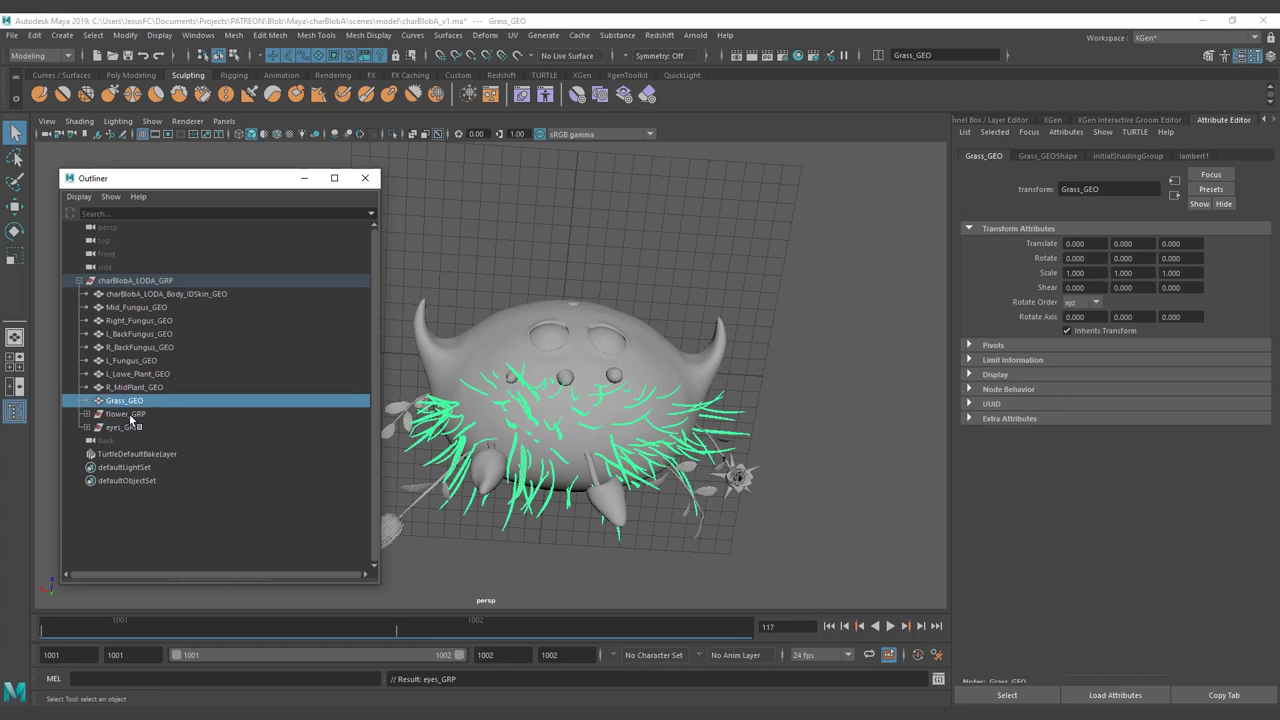 Autodesk Maya 2019: C:\Users\JesusFC\Documents\Projects\PATREON\Blob\Maya\charBlobA\scenes\model\charBlobA_v1.ma* --- Grass_GEO
File Edit Create Select Modify Display Windows Mesh Edit Mesh Mesh Tools Mesh Display Curves Surfaces Deform UV Generate Cache Substance Redshift Arnold Help
Workspace : XGen*
Modeling No Live Surface Symmetry: Off Grass_GEO
Curves / Surfaces Poly Modeling Sculpting Rigging Animation Rendering FX FX Caching Custom Redshift TURTLE XGen XgenToolkit QuickLight
View Shading Lighting Show Renderer Panels
0.00 1.00 sRGB gamma
Outliner
Display Show Help
Search...
persp
top
front
side
charBlobA_LODA_GRP
charBlobA_LODA_Body_IDSkin_GEO
Mid_Fungus_GEO
Right_Fungus_GEO
L_BackFungus_GEO
R_BackFungus_GEO
L_Fungus_GEO
L_Lowe_Plant_GEO
R_MidPlant_GEO
Grass_GEO
flower_GRP
back
TurtleDefaultBakeLayer
defaultLightSet
defaultObjectSet
persp
nnel Box / Layer Editor XGen XGen Interactive Groom Editor Attribute Editor
List Selected Focus Attributes Show TURTLE Help
Grass_GEO Grass_GEOShape initialShadingGroup lambert1
transform: Grass_GEO
Focus
Presets
Show Hide
Transform Attributes
Translate 0.000 0.000 0.000
Rotate 0.000 0.000 0.000
Scale 1.000 1.000 1.000
Shear 0.000 0.000 0.000
Rotate Order xyz
Rotate Axis 0.000 0.000 0.000
Inherits Transform
Pivots
Limit Information
Display
Node Behavior
UUID
Extra Attributes
Notes: Grass_GEO
Select Load Attributes Copy Tab
1001 1002 117
1001 1001 1001 1002 1002 1002 No Character Set No Anim Layer 24 fps
MEL // Result: eyes_GRP
Select Tool: select an object